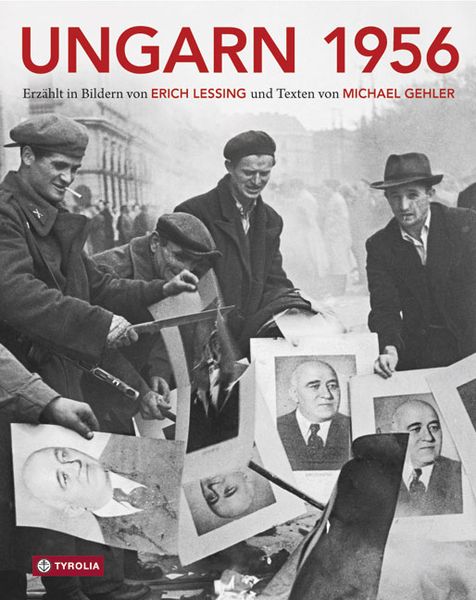 UNGARN 1956
Erzählt in Bildern von ERICH LESSING und Texten von MICHAEL GEHLER
TYROLIA